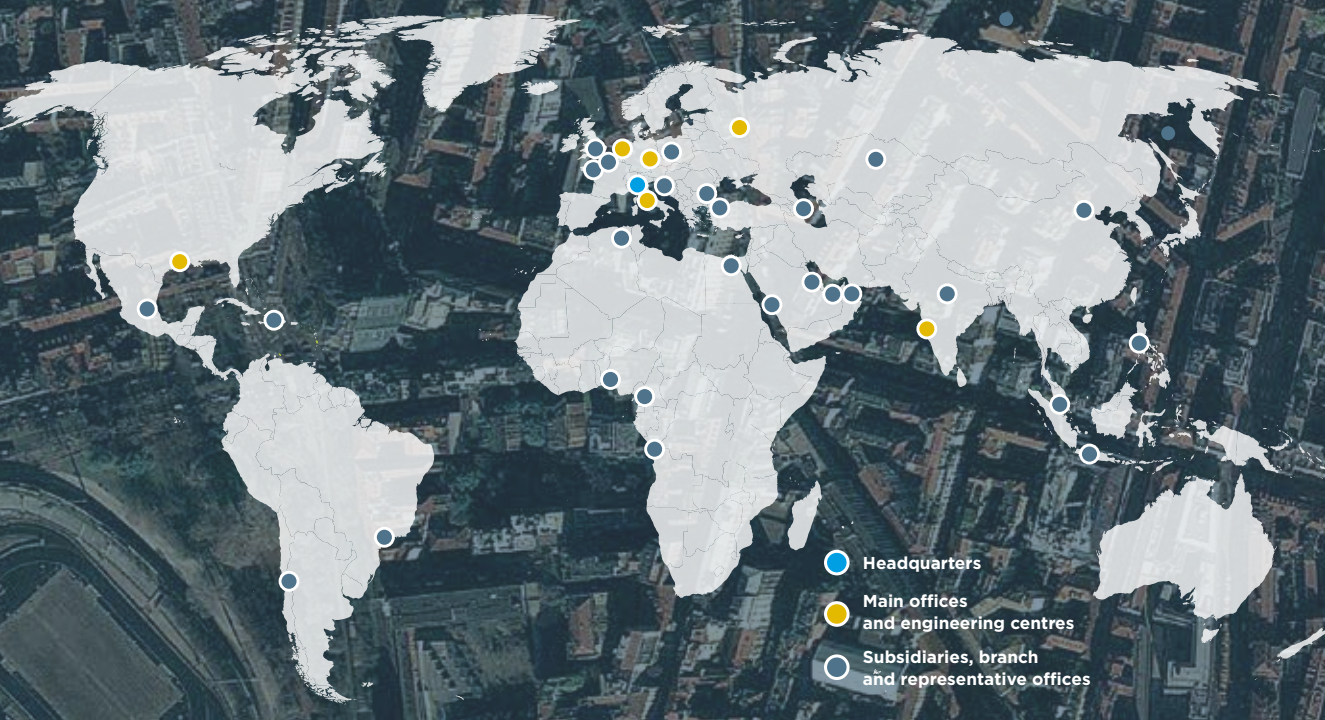 Headquarters
Main offices
and engineering centres
Subsidiaries, branch
and representative offices